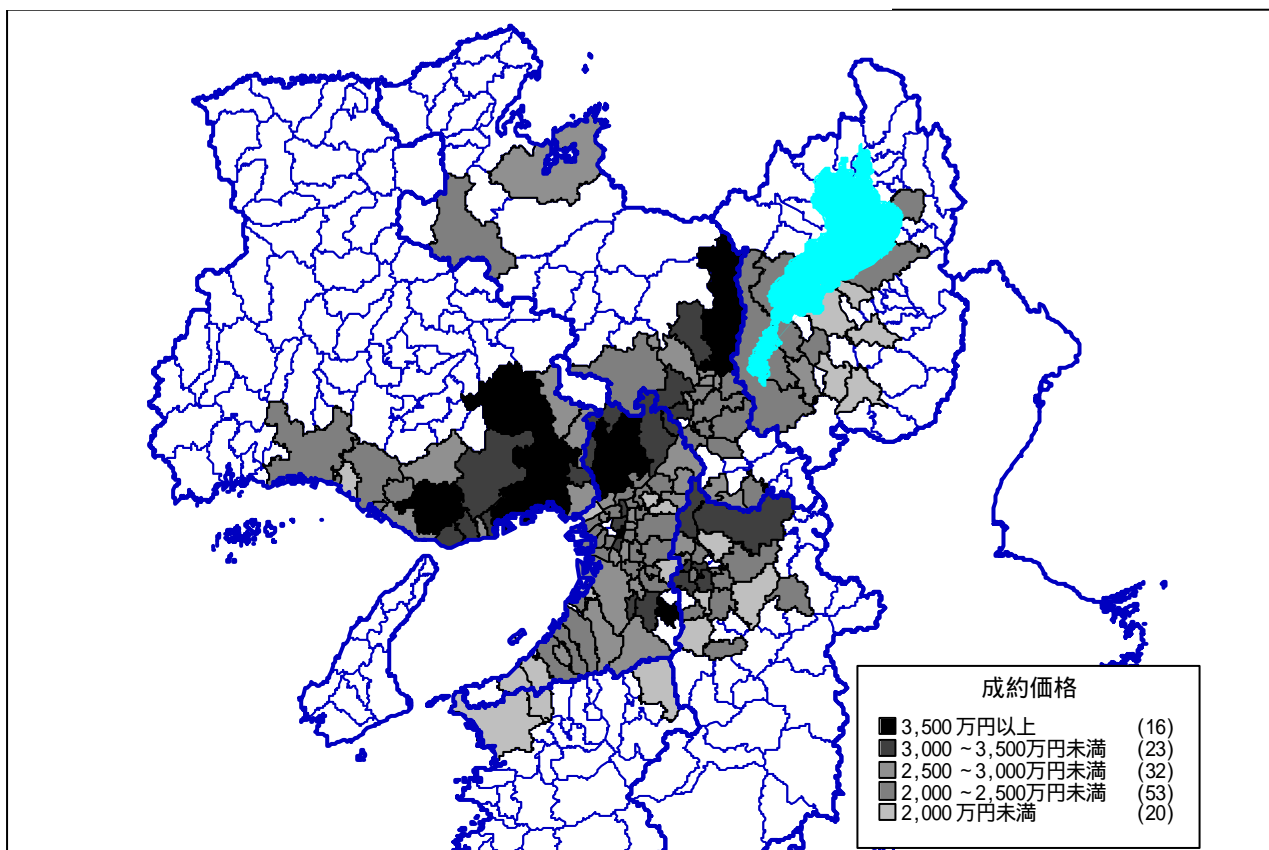 成約価格
3,500 万円以上 (16)
3,000 ~ 3,500万円未満 (23)
2,500 ~ 3,000万円未満 (32)
2,000 ~ 2,500万円未満 (53)
2,000 万円未満 (20)